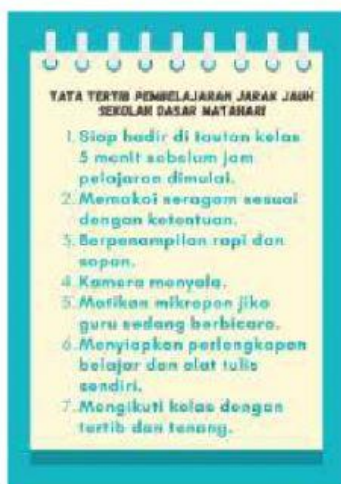 TATA TERTIB PEMBELAJARAN JARAK JAUH
SEKOLAH DASAR MATAHARI
1. Siap hadir di tautan kelas
5 menit sebelum jam
pelajaran dimulai.
2. Memakai seragam sesuai
dengan ketentuan.
3. Berpenampilan rapi dan
sopan.
4. Kamera menyala.
5. Matikan mikropon jika
guru sedang berbicara.
6. Menyiapkan perlengkapan
belajar dan alat tulis
sendiri.
7. Mengikuti kelas dengan
tertib dan tenang.